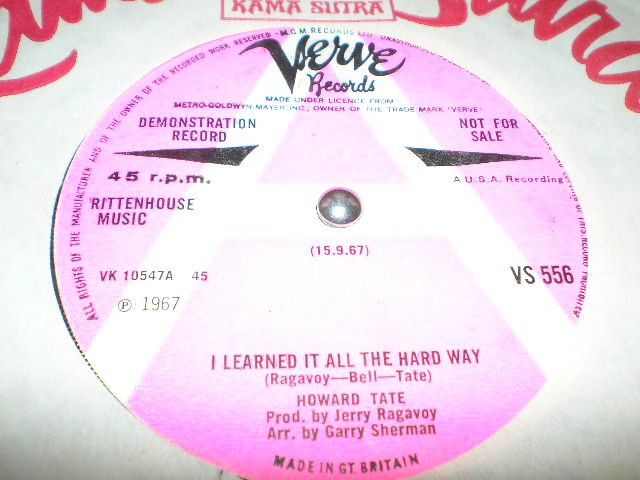 KAMA SUTRA
ALL RIGHTS OF THE MANUFACTURER AND OF THE OWNER OF THE RECORDED WORK RESERVED - M.G.M RECORDS LTD. UNAUTHORI
Verve
Records
MADE UNDER LICENCE FROM
METRO-GOLDWYN-MAYER INC., OWNER OF THE TRADE MARK 'VERVE'
DEMONSTRATION
RECORD
NOT FOR
SALE
45 r.p.m.
A U.S.A. Recording
RITTENHOUSE
MUSIC
(15.9.67)
VK 10547A 45
VS 556
℗ 1967
I LEARNED IT ALL THE HARD WAY
(Ragavoy—Bell—Tate)
HOWARD TATE
Prod. by Jerry Ragavoy
Arr. by Garry Sherman
MADE IN GT. BRITAIN